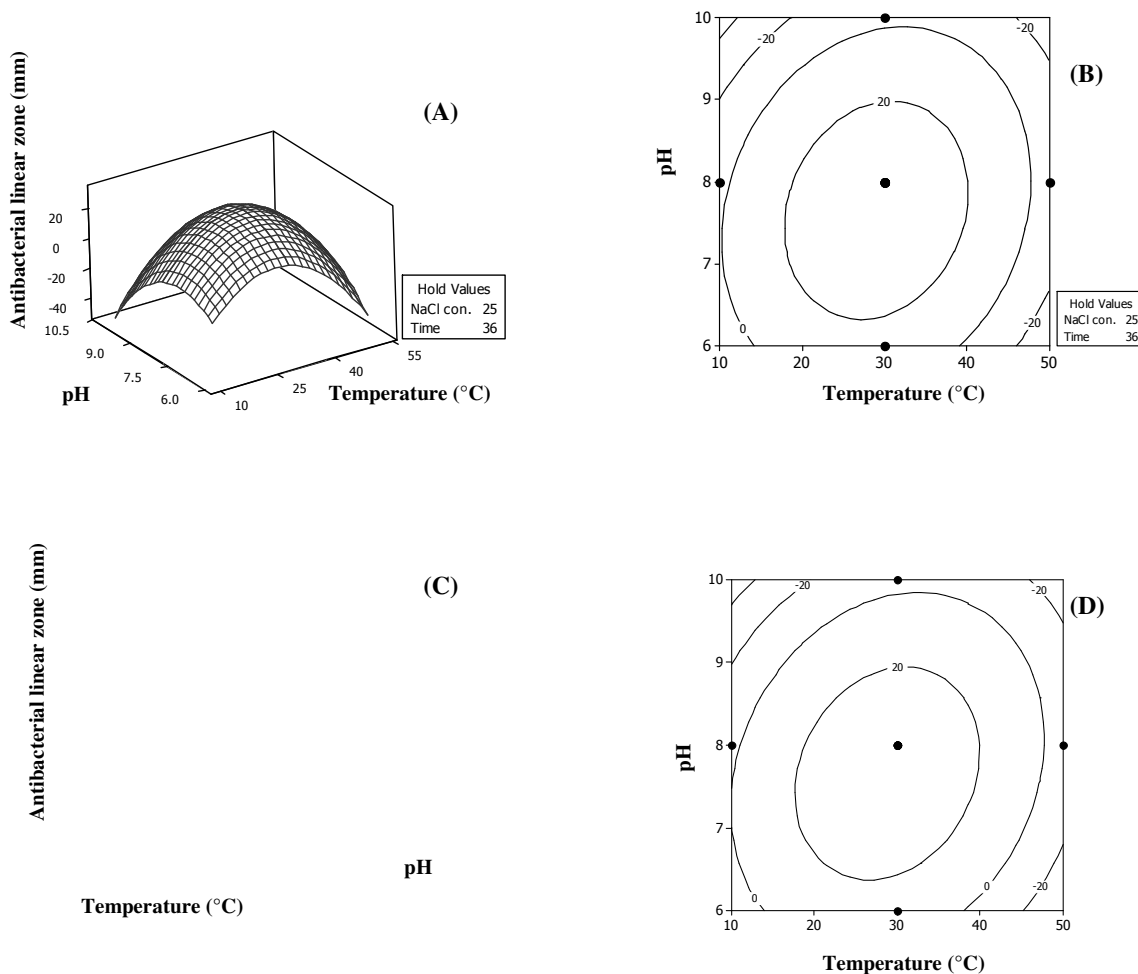 Antibacterial linear zone (mm)
(A)
20
0
-20
-40
10.5
9.0
7.5
6.0
10
25
40
55
pH
Temperature (°C)
Hold Values
NaCl con. 25
Time 36
(B)
10
9
8
7
6
pH
-20
-20
20
0
-20
10
20
30
40
50
Temperature (°C)
Hold Values
NaCl con. 25
Time 36
Antibacterial linear zone (mm)
(C)
pH
Temperature (°C)
(D)
10
9
8
7
6
pH
-20
-20
20
0
0
-20
10
20
30
40
50
Temperature (°C)